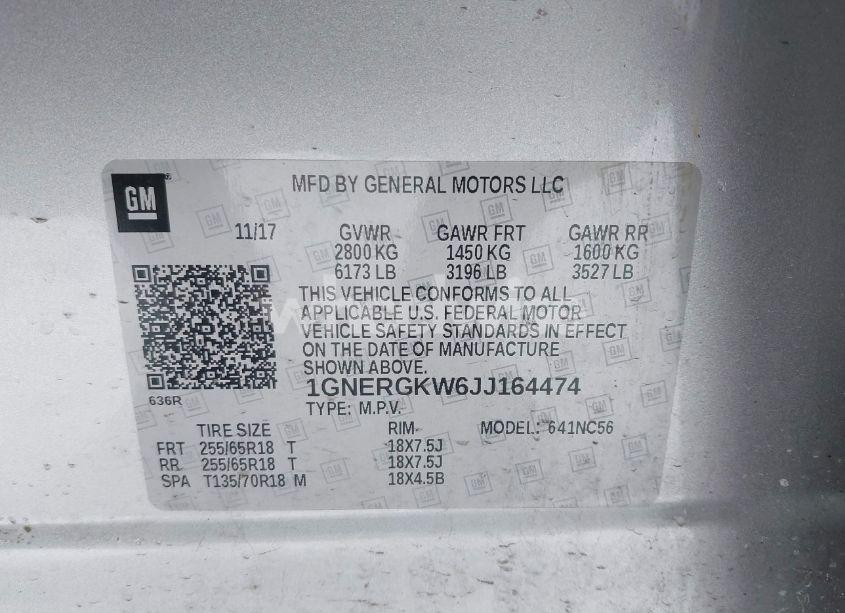 GM
MFD BY GENERAL MOTORS LLC
11/17 GVWR GAWR FRT GAWR RR
2800 KG 1450 KG 1600 KG
6173 LB 3196 LB 3527 LB
THIS VEHICLE CONFORMS TO ALL
APPLICABLE U.S. FEDERAL MOTOR
VEHICLE SAFETY STANDARDS IN EFFECT
ON THE DATE OF MANUFACTURE
SHOWN ABOVE.
1GNERGKW6JJ164474
636R
TYPE: M.P.V.
TIRE SIZE RIM MODEL: 641NC56
FRT 255/65R18 T 18X7.5J
RR 255/65R18 T 18X7.5J
SPA T135/70R18 M 18X4.5B